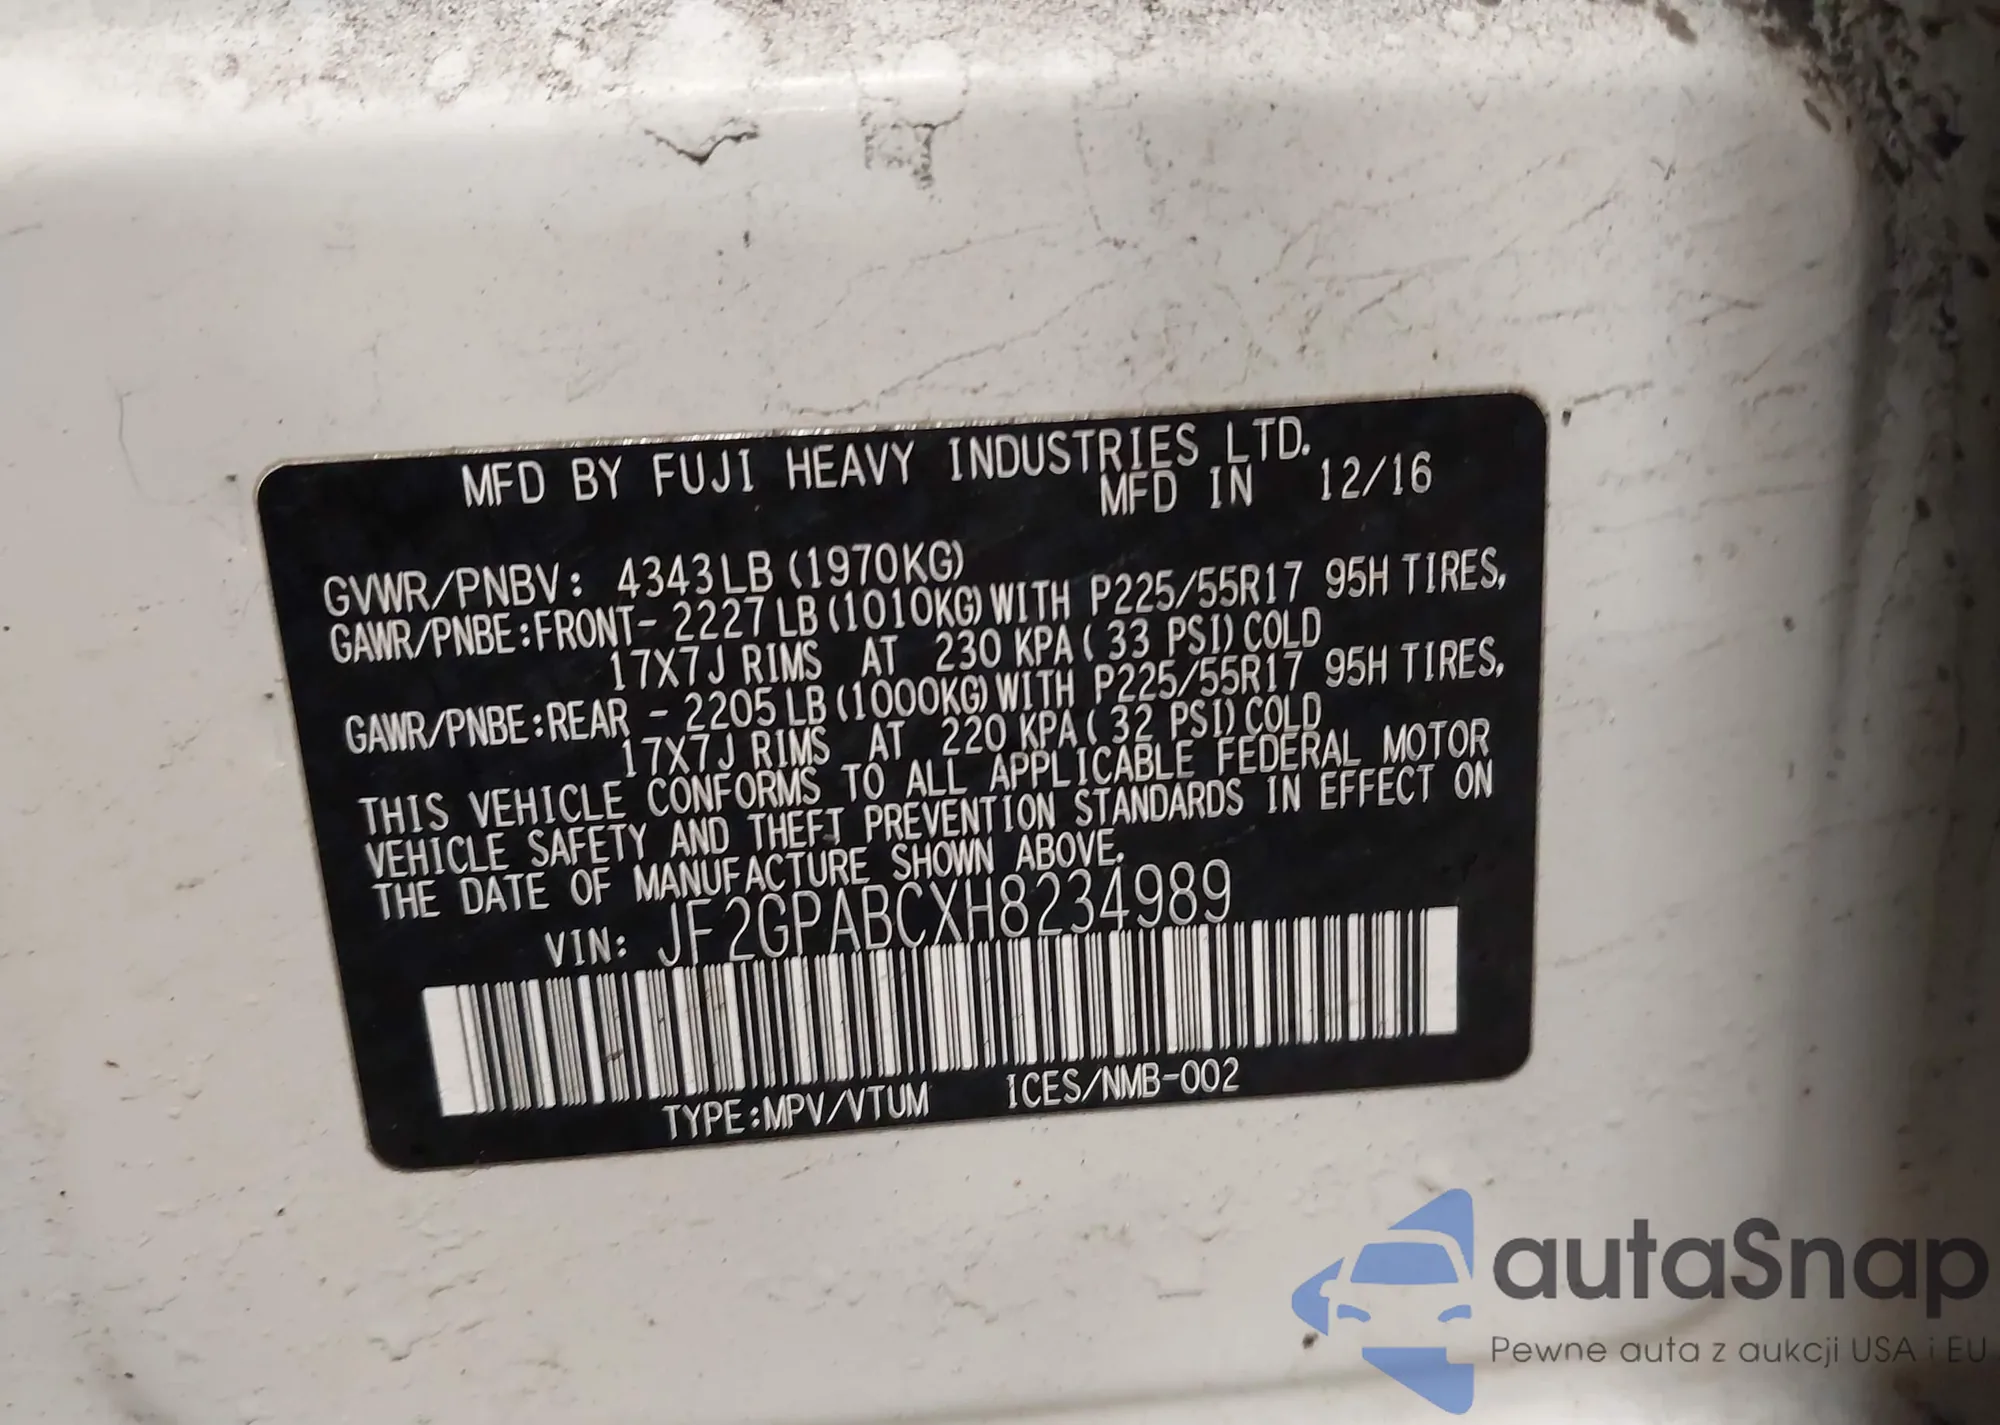 MFD BY FUJI HEAVY INDUSTRIES LTD.
MFD IN 12/16
GVWR/PNBV: 4343LB (1970KG)
GAWR/PNBE:FRONT- 2227LB (1010KG) WITH P225/55R17 95H TIRES,
17X7J RIMS AT 230 KPA ( 33 PSI) COLD
GAWR/PNBE:REAR - 2205LB (1000KG) WITH P225/55R17 95H TIRES,
17X7J RIMS AT 220 KPA ( 32 PSI) COLD
THIS VEHICLE CONFORMS TO ALL APPLICABLE FEDERAL MOTOR
VEHICLE SAFETY AND THEFT PREVENTION STANDARDS IN EFFECT ON
THE DATE OF MANUFACTURE SHOWN ABOVE.
VIN: JF2GPABCXH8234989
TYPE:MPV/VTUM ICES/NMB-002
autaSnap
Pewne auta z aukcji USA i EU